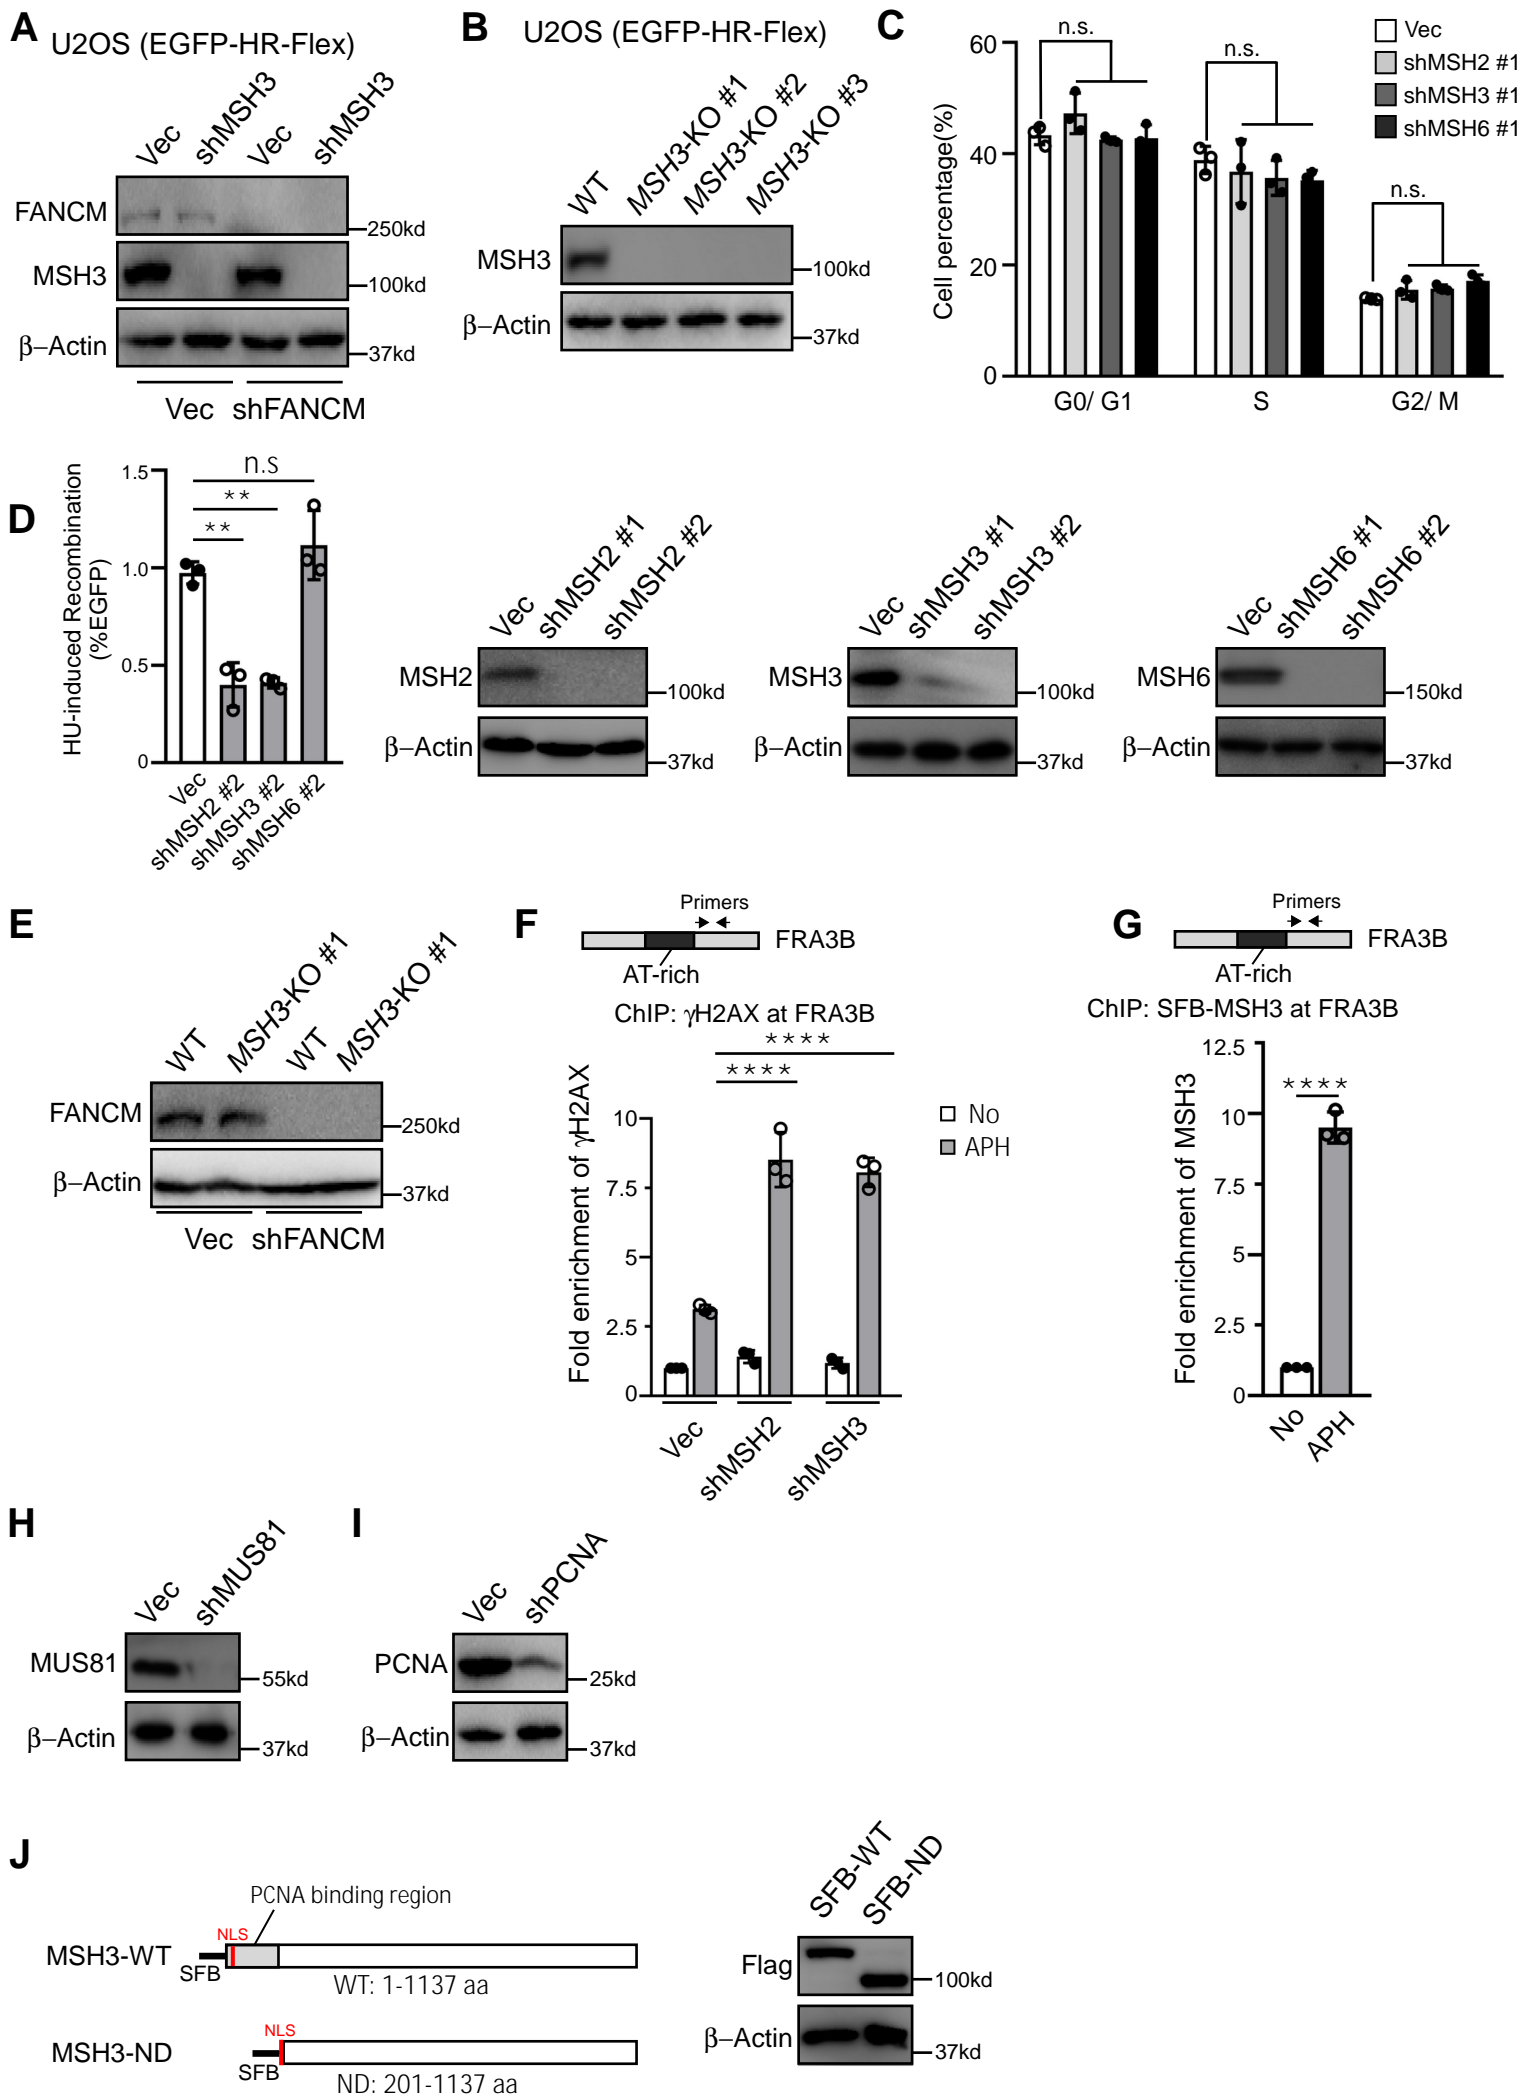 A
U2OS (EGFP-HR-Flex)
Vec
shMSH3
Vec
shMSH3
FANCM
250kd
MSH3
100kd
β–Actin
37kd
Vec
shFANCM
B
U2OS (EGFP-HR-Flex)
WT
MSH3-KO #1
MSH3-KO #2
MSH3-KO #3
MSH3
100kd
β–Actin
37kd
C
Cell percentage(%)
60
40
20
0
n.s.
n.s.
n.s.
G0/ G1
S
G2/ M
Vec
shMSH2 #1
shMSH3 #1
shMSH6 #1
D
HU-induced Recombination
(%EGFP)
1.5
1.0
0.5
0
n.s
**
**
Vec
shMSH2 #2
shMSH3 #2
shMSH6 #2
Vec
shMSH2 #1
shMSH2 #2
MSH2
100kd
β–Actin
37kd
Vec
shMSH3 #1
shMSH3 #2
MSH3
100kd
β–Actin
37kd
Vec
shMSH6 #1
shMSH6 #2
MSH6
150kd
β–Actin
37kd
E
WT
MSH3-KO #1
WT
MSH3-KO #1
FANCM
250kd
β–Actin
37kd
Vec
shFANCM
F
Primers
FRA3B
AT-rich
ChIP: γH2AX at FRA3B
****
****
Fold enrichment of γH2AX
10
7.5
5
2.5
0
No
APH
Vec
shMSH2
shMSH3
G
Primers
FRA3B
AT-rich
ChIP: SFB-MSH3 at FRA3B
Fold enrichment of MSH3
12.5
10
7.5
5
2.5
0
****
No
APH
H
Vec
shMUS81
MUS81
55kd
β–Actin
37kd
I
Vec
shPCNA
PCNA
25kd
β–Actin
37kd
J
PCNA binding region
NLS
MSH3-WT
SFB
WT: 1-1137 aa
NLS
MSH3-ND
SFB
ND: 201-1137 aa
SFB-WT
SFB-ND
Flag
100kd
β–Actin
37kd